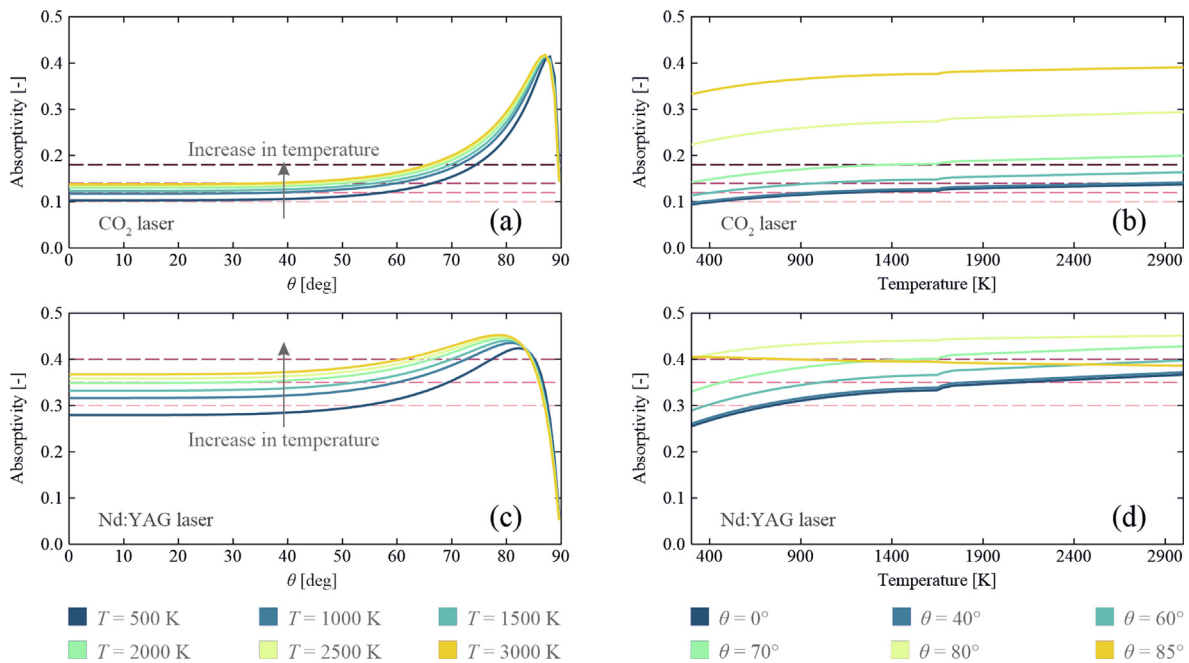 0.5
0.4
0.3
0.2
0.1
0.0
Absorptivity [-]
Increase in temperature
CO2 laser
(a)
0 10 20 30 40 50 60 70 80 90
θ [deg]
0.5
0.4
0.3
0.2
0.1
0.0
Absorptivity [-]
CO2 laser
(b)
400 900 1400 1900 2400 2900
Temperature [K]
0.5
0.4
0.3
0.2
0.1
0.0
Absorptivity [-]
Increase in temperature
Nd:YAG laser
(c)
0 10 20 30 40 50 60 70 80 90
θ [deg]
0.5
0.4
0.3
0.2
0.1
0.0
Absorptivity [-]
Nd:YAG laser
(d)
400 900 1400 1900 2400 2900
Temperature [K]
T = 500 K T = 1000 K T = 1500 K
T = 2000 K T = 2500 K T = 3000 K
θ = 0° θ = 40° θ = 60°
θ = 70° θ = 80° θ = 85°